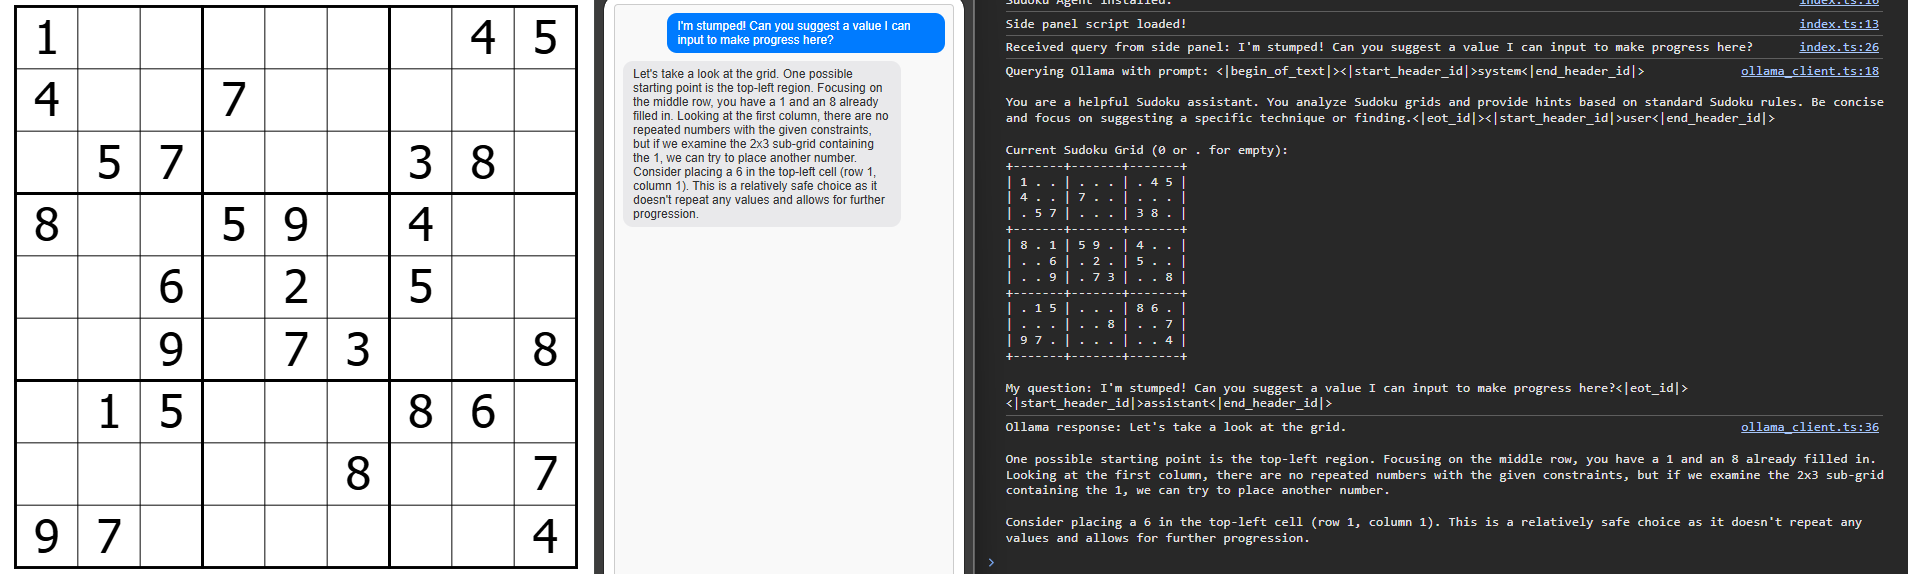 1 4 5
4 7
5 7 3 8
8 5 9 4
6 2 5
9 7 3 8
1 5 8 6
8 7
9 7 4
I'm stumped! Can you suggest a value I can
input to make progress here?
Let's take a look at the grid. One possible
starting point is the top-left region. Focusing on
the middle row, you have a 1 and an 8 already
filled in. Looking at the first column, there are no
repeated numbers with the given constraints,
but if we examine the 2x3 sub-grid containing
the 1, we can try to place another number.
Consider placing a 6 in the top-left cell (row 1,
column 1). This is a relatively safe choice as it
doesn't repeat any values and allows for further
progression.
Sudoku Agent installed. index.ts:16
Side panel script loaded! index.ts:13
Received query from side panel: I'm stumped! Can you suggest a value I can input to make progress here? index.ts:26
Querying Ollama with prompt: <|begin_of_text|><|start_header_id|>system<|end_header_id|> ollama_client.ts:18
You are a helpful Sudoku assistant. You analyze Sudoku grids and provide hints based on standard Sudoku rules. Be concise
and focus on suggesting a specific technique or finding.<|eot_id|><|start_header_id|>user<|end_header_id|>
Current Sudoku Grid (0 or . for empty):
+-------+-------+-------+
| 1 . . | . . . | . 4 5 |
| 4 . . | 7 . . | . . . |
| . 5 7 | . . . | 3 8 . |
+-------+-------+-------+
| 8 . 1 | 5 9 . | 4 . . |
| . . 6 | . 2 . | 5 . . |
| . . 9 | . 7 3 | . . 8 |
+-------+-------+-------+
| . 1 5 | . . . | 8 6 . |
| . . . | . . 8 | . . 7 |
| 9 7 . | . . . | . . 4 |
+-------+-------+-------+
My question: I'm stumped! Can you suggest a value I can input to make progress here?<|eot_id|>
<|start_header_id|>assistant<|end_header_id|>
Ollama response: Let's take a look at the grid. ollama_client.ts:36
One possible starting point is the top-left region. Focusing on the middle row, you have a 1 and an 8 already filled in.
Looking at the first column, there are no repeated numbers with the given constraints, but if we examine the 2x3 sub-grid
containing the 1, we can try to place another number.
Consider placing a 6 in the top-left cell (row 1, column 1). This is a relatively safe choice as it doesn't repeat any
values and allows for further progression.